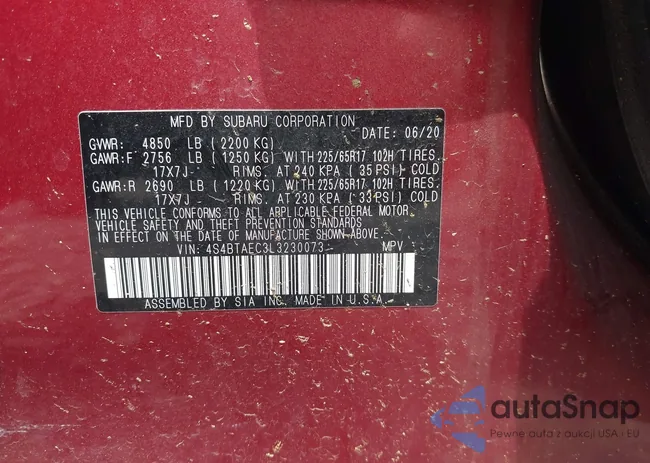 MFD BY SUBARU CORPORATION
DATE: 06/20
GVWR: 4850 LB (2200 KG)
GAWR:F 2756 LB (1250 KG) WITH 225/65R17 102H TIRES,
17X7J- RIMS, AT 240 KPA (35 PSI) COLD
GAWR:R 2690 LB (1220 KG) WITH 225/65R17 102H TIRES,
17X7J- RIMS, AT 230 KPA (33 PSI) COLD
THIS VEHICLE CONFORMS TO ALL APPLICABLE FEDERAL MOTOR
VEHICLE SAFETY AND THEFT PREVENTION STANDARDS
IN EFFECT ON THE DATE OF MANUFACTURE SHOWN ABOVE.
VIN: 4S4BTAEC3L3230073 MPV
ASSEMBLED BY SIA INC. MADE IN U.S.A.
autoSnap
Pewne auta z aukcji USA i EU